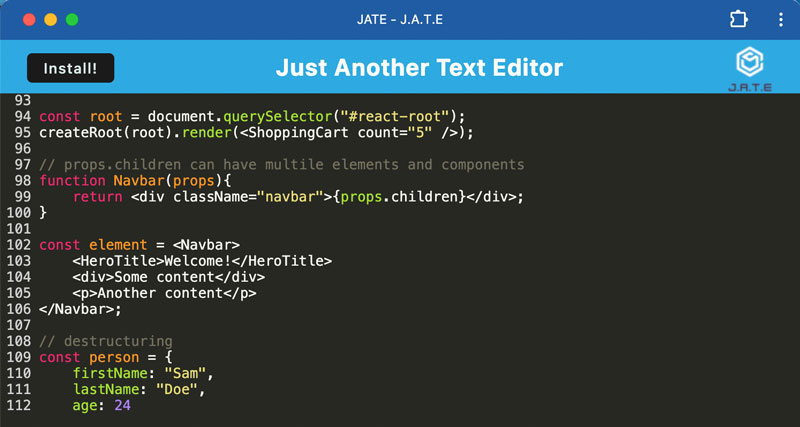 JATE - J.A.T.E
Install!
Just Another Text Editor
J.A.T.E
93
94 const root = document.querySelector("#react-root");
95 createRoot(root).render(<ShoppingCart count="5" />);
96
97 // props.children can have multile elements and components
98 function Navbar(props){
99     return <div className="navbar">{props.children}</div>;
100 }
101
102 const element = <Navbar>
103     <HeroTitle>Welcome!</HeroTitle>
104     <div>Some content</div>
105     <p>Another content</p>
106 </Navbar>;
107
108 // destructuring
109 const person = {
110     firstName: "Sam",
111     lastName: "Doe",
112     age: 24